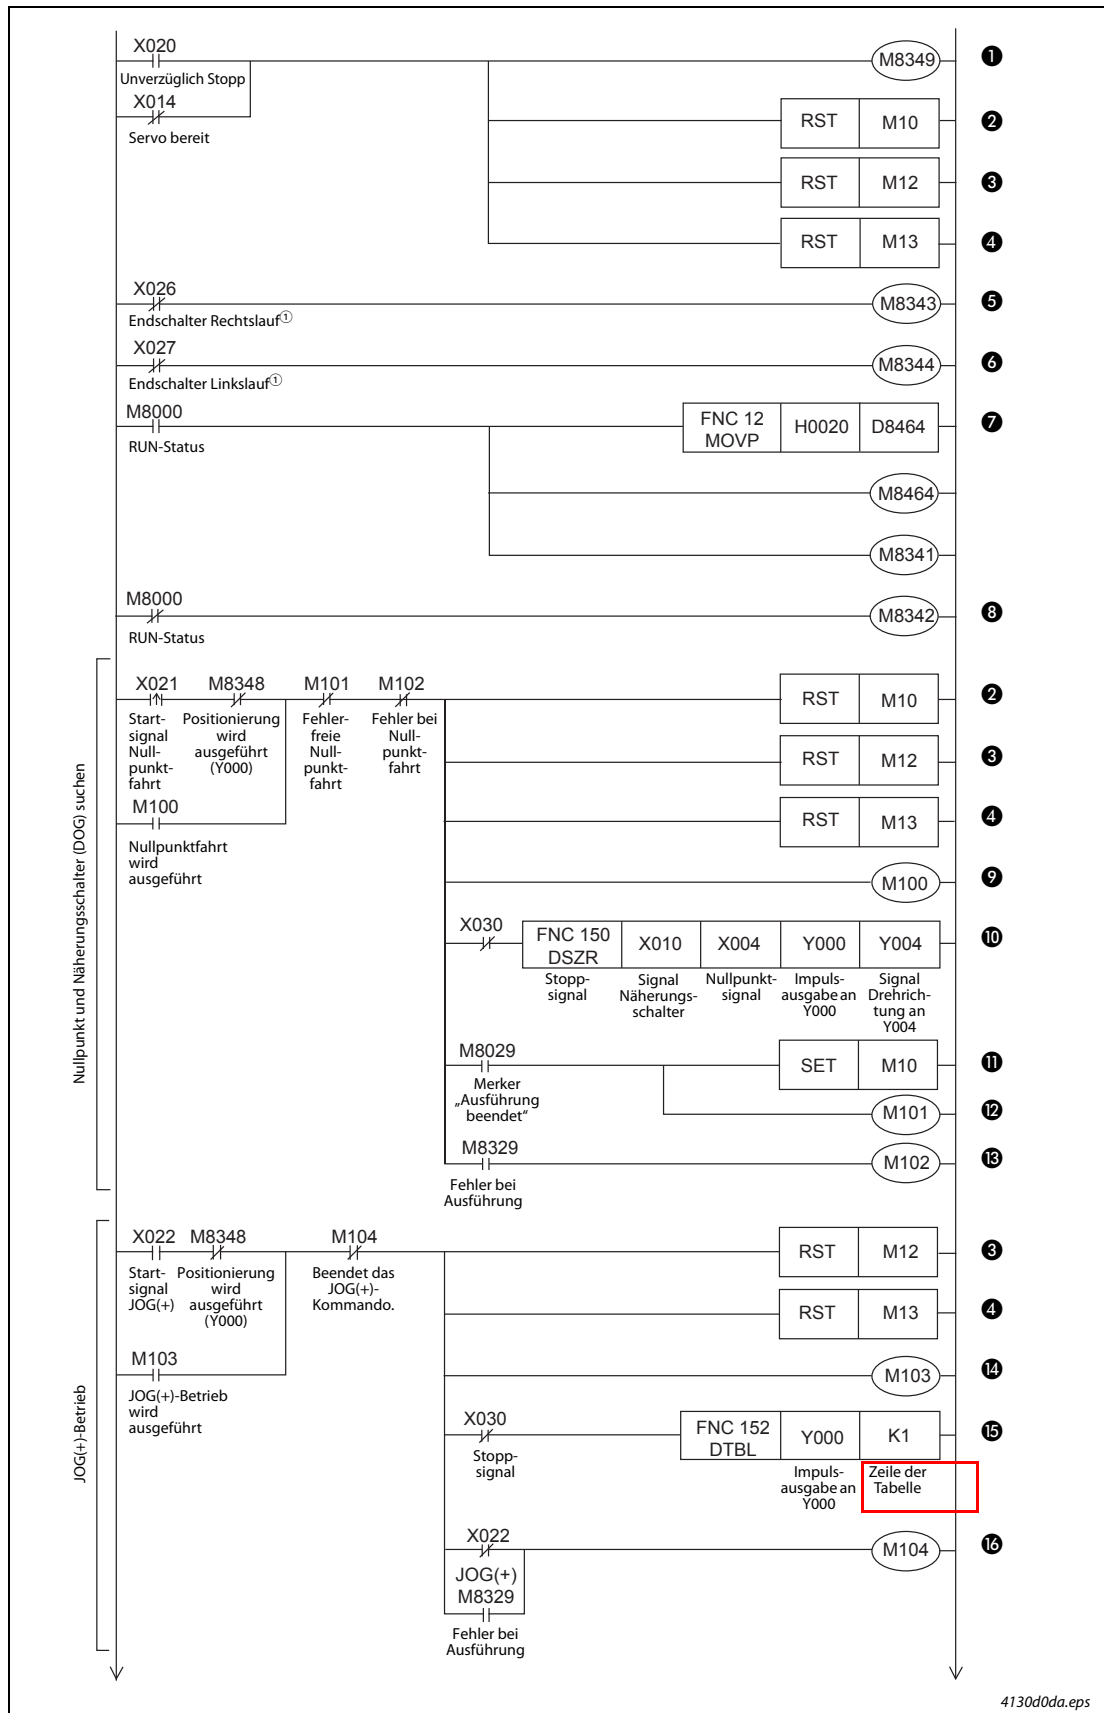 X020
Unverzüglich Stopp
M8349
❶
X014
Servo bereit
RST M10
❷
RST M12
❸
RST M13
❹
X026
Endschalter Rechtslauf①
M8343
❺
X027
Endschalter Linkslauf①
M8344
❻
M8000
RUN-Status
FNC 12
MOVP
H0020
D8464
❼
M8464
M8341
M8000
RUN-Status
M8342
❽
Nullpunkt und Näherungsschalter (DOG) suchen
X021
Start-
signal
Null-
punkt-
fahrt
M8348
Positionierung
wird
ausgeführt
(Y000)
M101
Fehler-
freie
Null-
punkt-
fahrt
M102
Fehler bei
Null-
punkt-
fahrt
RST M10
❷
RST M12
❸
M100
Nullpunktfahrt
wird
ausgeführt
RST M13
❹
M100
❾
X030
FNC 150
DSZR
X010
X004
Y000
Y004
❿
Stopp-
signal
Signal
Näherungs-
schalter
Nullpunkt-
signal
Impuls-
ausgabe an
Y000
Signal
Drehrich-
tung an
Y004
M8029
Merker
„Ausführung
beendet“
SET M10
⓫
M101
⓬
M8329
Fehler bei
Ausführung
M102
⓭
JOG(+)-Betrieb
X022
Start-
signal
JOG(+)
M8348
Positionierung
wird
ausgeführt
(Y000)
M104
Beendet das
JOG(+)-
Kommando.
RST M12
❸
RST M13
❹
M103
JOG(+)-Betrieb
wird
ausgeführt
M103
⓮
X030
Stopp-
signal
FNC 152
DTBL
Y000
K1
⓯
Impuls-
ausgabe an
Y000
Zeile der
Tabelle
X022
JOG(+)
M8329
Fehler bei
Ausführung
M104
⓰
4130d0da.eps